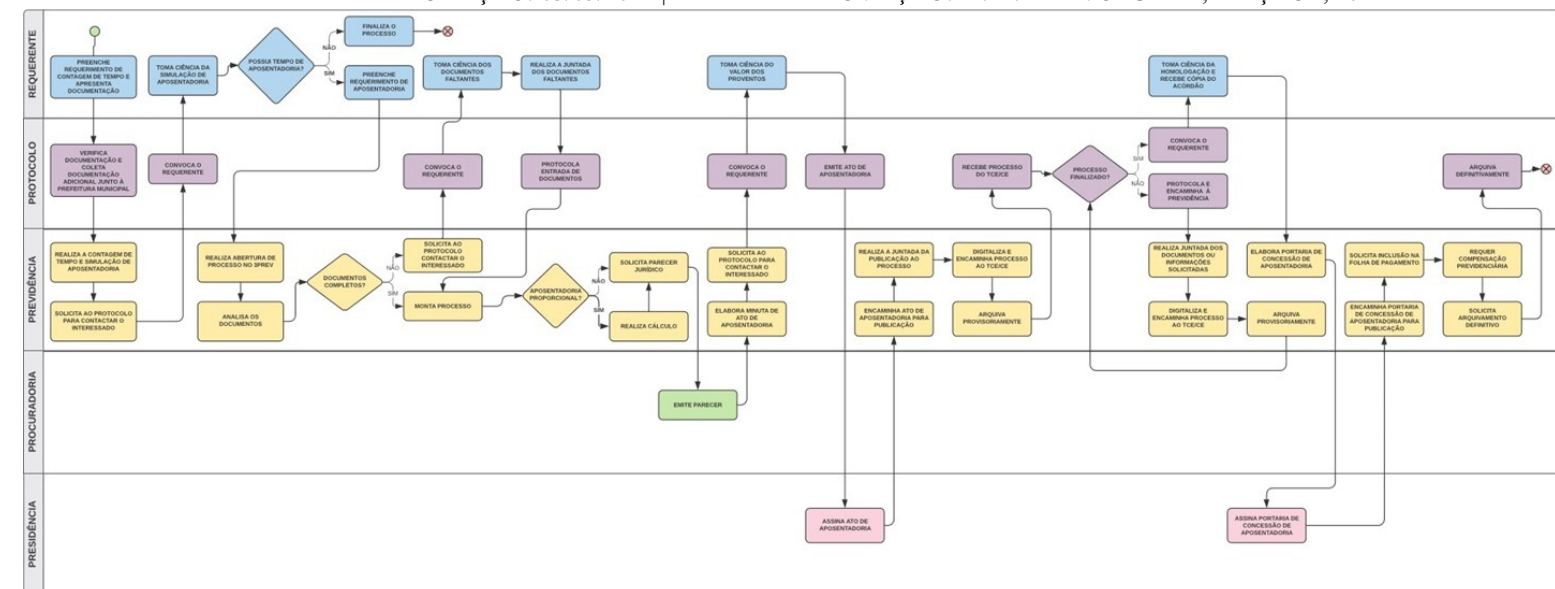 REQUERENTE
PREENCHE
REQUERIMENTO DE
CONTAGEM DE TEMPO E
APRESENTA
DOCUMENTAÇÃO
TOMA CIÊNCIA DA
SIMULAÇÃO DE
APOSENTADORIA
POSSUI TEMPO DE
APOSENTADORIA?
NÃO
SIM
FINALIZA O
PROCESSO
PREENCHE
REQUERIMENTO DE
APOSENTADORIA
TOMA CIÊNCIA DOS
DOCUMENTOS
FALTANTES
REALIZA A JUNTADA
DOS DOCUMENTOS
FALTANTES
TOMA CIÊNCIA DO
VALOR DOS
PROVENTOS
TOMA CIÊNCIA DA
HOMOLOGAÇÃO E
RECEBE CÓPIA DO
ACÓRDÃO
PROTOCOLO
VERIFICA
DOCUMENTAÇÃO E
COLETA
DOCUMENTAÇÃO
ADICIONAL JUNTO À
PREFEITURA MUNICIPAL
CONVOCA O
REQUERENTE
CONVOCA O
REQUERENTE
PROTOCOLA
ENTRADA DE
DOCUMENTOS
CONVOCA O
REQUERENTE
EMITE ATO DE
APOSENTADORIA
RECEBE PROCESSO
DO TCE/CE
PROCESSO
FINALIZADO?
SIM
NÃO
CONVOCA O
REQUERENTE
PROTOCOLA E
ENCAMINHA À
PREVIDÊNCIA
ARQUIVA
DEFINITIVAMENTE
PREVIDÊNCIA
REALIZA A CONTAGEM DE
TEMPO E SIMULAÇÃO DE
APOSENTADORIA
SOLICITA AO PROTOCOLO
PARA CONTACTAR O
INTERESSADO
REALIZA ABERTURA DE
PROCESSO NO 3PREV
ANALISA OS
DOCUMENTOS
DOCUMENTOS
COMPLETOS?
NÃO
SIM
SOLICITA AO
PROTOCOLO
CONTACTAR O
INTERESSADO
MONTA PROCESSO
APOSENTADORIA
PROPORCIONAL?
NÃO
SIM
SOLICITA PARECER
JURÍDICO
REALIZA CÁLCULO
SOLICITA AO
PROTOCOLO PARA
CONTACTAR O
INTERESSADO
ELABORA MINUTA DE
ATO DE
APOSENTADORIA
REALIZA A JUNTADA DA
PUBLICAÇÃO AO
PROCESSO
ENCAMINHA ATO DE
APOSENTADORIA PARA
PUBLICAÇÃO
DIGITALIZA E
ENCAMINHA PROCESSO
AO TCE/CE
ARQUIVA
PROVISORIAMENTE
REALIZA JUNTADA DOS
DOCUMENTOS OU
INFORMAÇÕES
SOLICITADAS
DIGITALIZA E
ENCAMINHA PROCESSO
AO TCE/CE
ELABORA PORTARIA DE
CONCESSÃO DE
APOSENTADORIA
ARQUIVA
PROVISORIAMENTE
SOLICITA INCLUSÃO NA
FOLHA DE PAGAMENTO
ENCAMINHA PORTARIA
DE CONCESSÃO DE
APOSENTADORIA PARA
PUBLICAÇÃO
REQUER
COMPENSAÇÃO
PREVIDENCIÁRIA
SOLICITA
ARQUIVAMENTO
DEFINITIVO
PROCURADORIA
EMITE PARECER
PRESIDÊNCIA
ASSINA ATO DE
APOSENTADORIA
ASSINA PORTARIA DE
CONCESSÃO DE
APOSENTADORIA